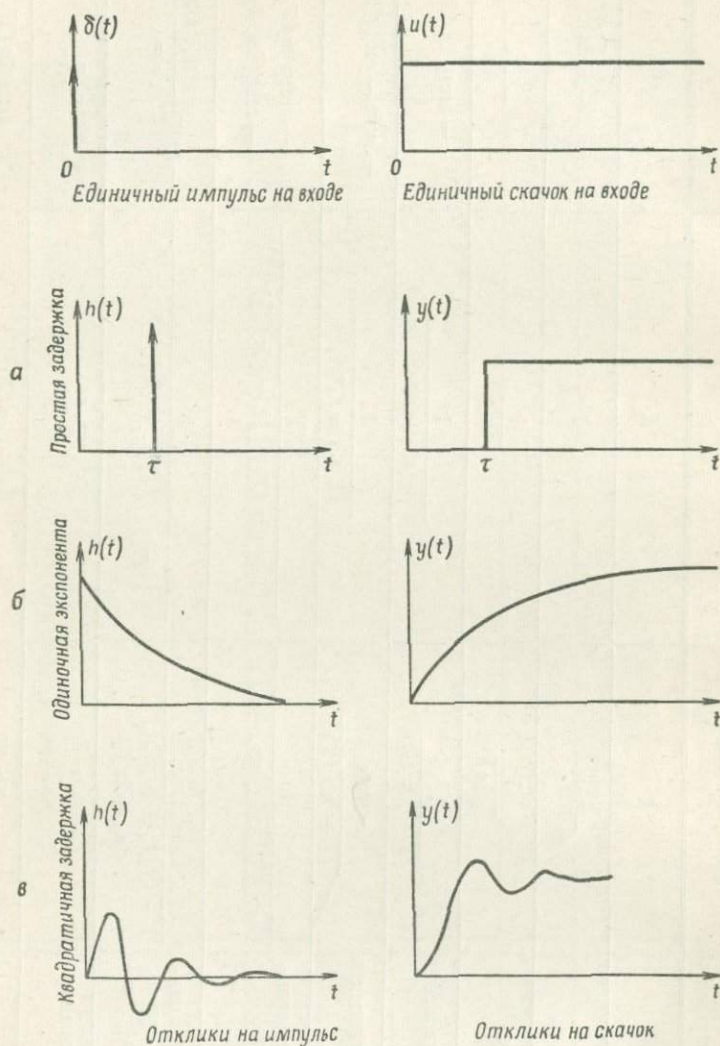 δ(t)
u(t)
0
t
0
t
Единичный импульс на входе
Единичный скачок на входе
а
Простая задержка
h(t)
τ
t
y(t)
τ
t
б
Одиночная экспонента
h(t)
t
y(t)
t
в
Квадратичная задержка
h(t)
t
y(t)
t
Отклики на импульс
Отклики на скачок